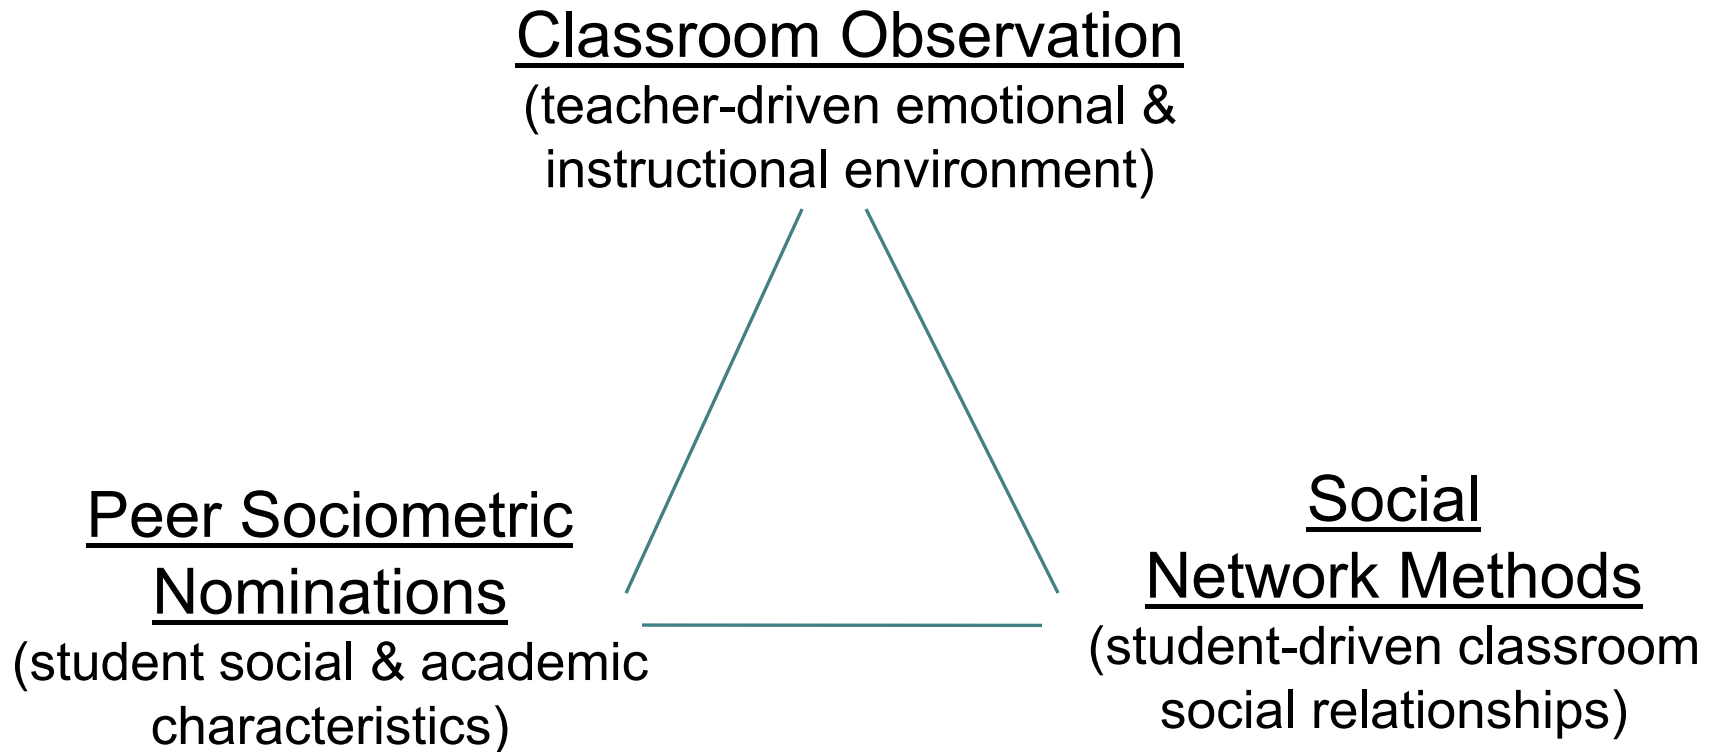 Classroom Observation
(teacher-driven emotional &
instructional environment)
Peer Sociometric
Nominations
(student social & academic
characteristics)
Social
Network Methods
(student-driven classroom
social relationships)